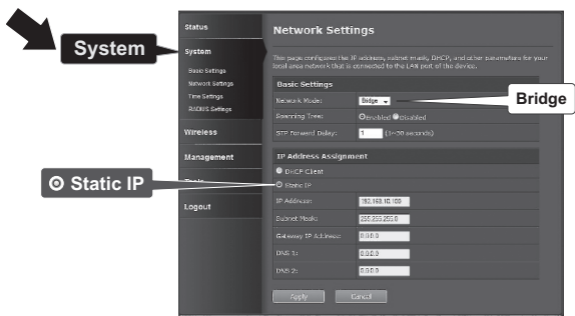 Status
System
Basic Settings
Network Settings
Time Settings
RADIUS Settings
Wireless
Management
Tools
Logout
System
Static IP
Bridge
Network Settings
This page configures the IP address, subnet mask, DHCP, and other parameters for your
local area network that is connected to the LAN port of the device.
Basic Settings
Network Mode: Bridge
Spanning Tree: Enabled Disabled
STP Forward Delay: 1 (1~30 seconds)
IP Address Assignment
DHCP Client
Static IP
IP Address: 192.168.10.100
Subnet Mask: 255.255.255.0
Gateway IP Address: 0.0.0.0
DNS 1: 0.0.0.0
DNS 2: 0.0.0.0
Apply Cancel